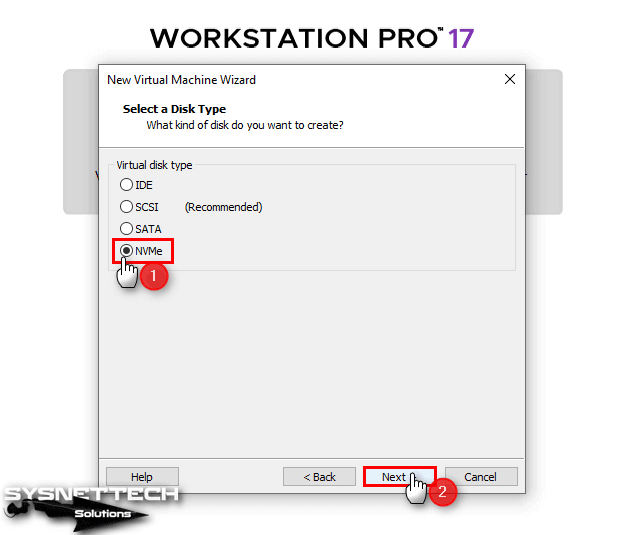 WORKSTATION PRO™ 17
New Virtual Machine Wizard
Select a Disk Type
What kind of disk do you want to create?
Virtual disk type
IDE
SCSI (Recommended)
SATA
NVMe
1
Help
< Back
Next
Cancel
2
SYSNETTECH
Solutions